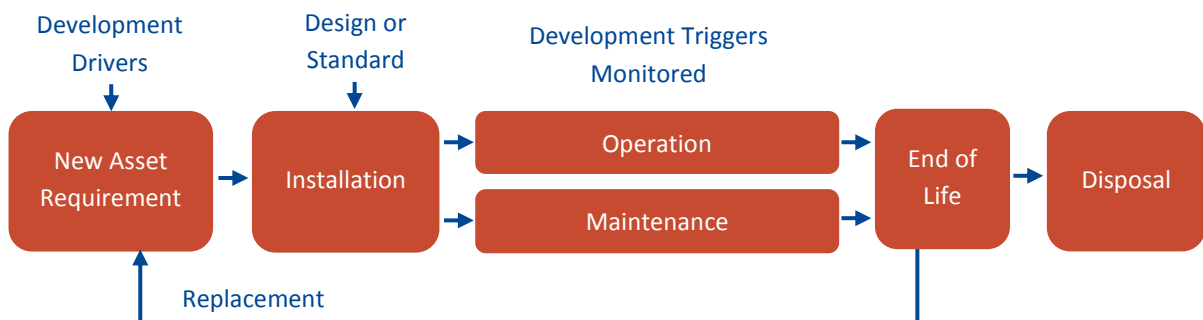 Development
Drivers
Design or
Standard
Development Triggers
Monitored
New Asset
Requirement
Installation
Operation
Maintenance
End of
Life
Disposal
Replacement